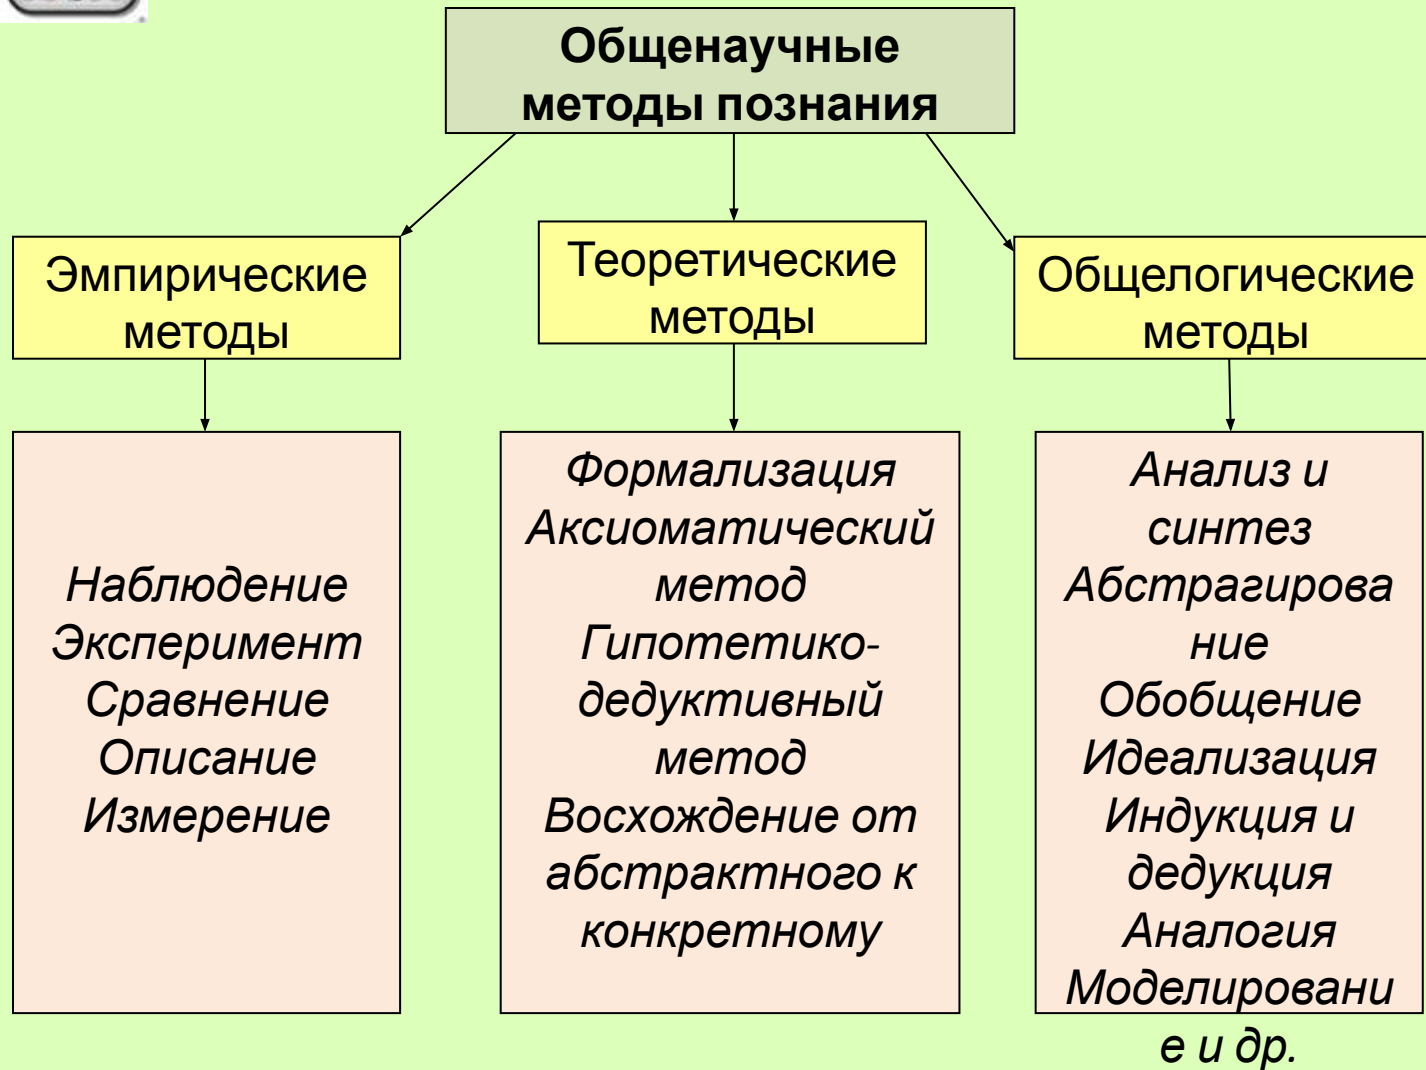 Общенаучные
методы познания
Эмпирические
методы
Теоретические
методы
Общелогические
методы
Наблюдение
Эксперимент
Сравнение
Описание
Измерение
Формализация
Аксиоматический
метод
Гипотетико-
дедуктивный
метод
Восхождение от
абстрактного к
конкретному
Анализ и
синтез
Абстрагирова
ние
Обобщение
Идеализация
Индукция и
дедукция
Аналогия
Моделировани
е и др.